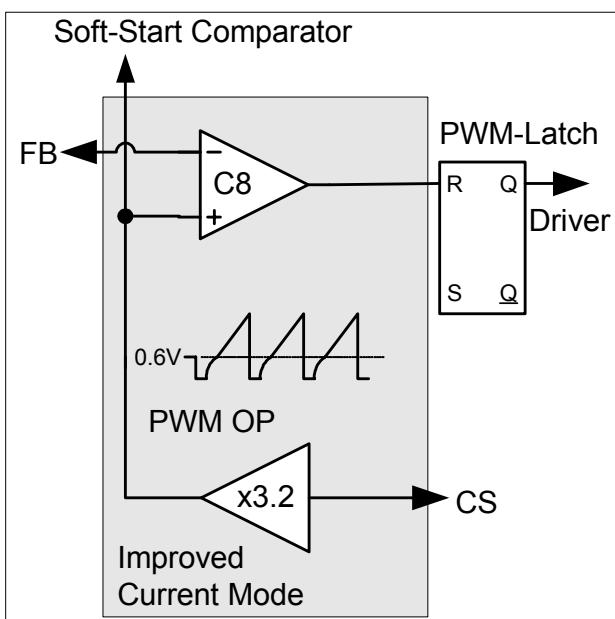 Soft-Start Comparator
FB
PWM-Latch
−
C8
+
R
Q
Driver
S
Q
0.6V
PWM OP
x3.2
CS
Improved
Current Mode